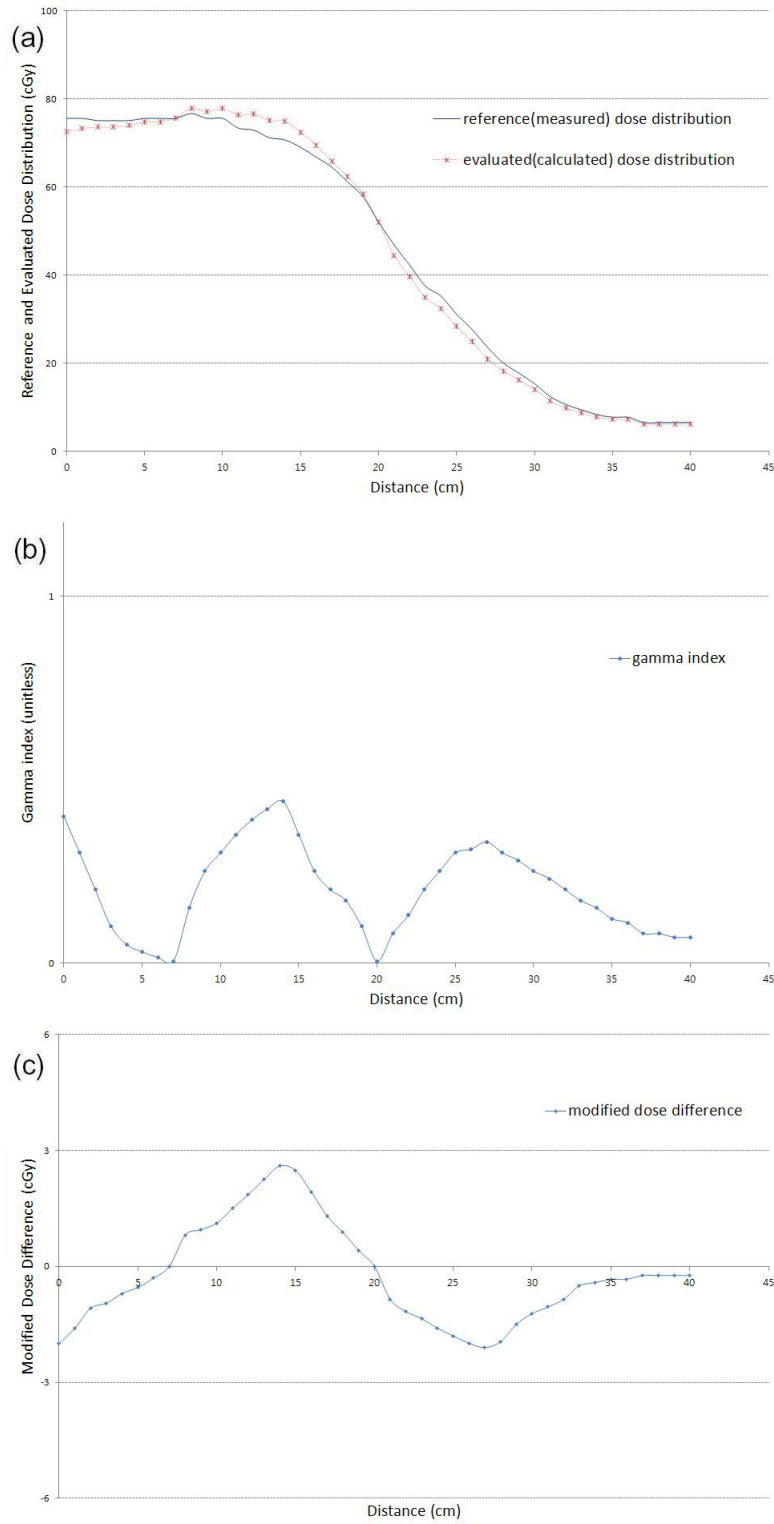 (a)
Reference and Evaluated Dose Distribution (cGy)
100
80
60
40
20
0
reference(measured) dose distribution
evaluated(calculated) dose distribution
0 5 10 15 20 25 30 35 40 45
Distance (cm)
(b)
Gamma index (unitless)
1
0
gamma index
0 5 10 15 20 25 30 35 40 45
Distance (cm)
(c)
Modified Dose Difference (cGy)
6
3
0
-3
-6
modified dose difference
0 5 10 15 20 25 30 35 40 45
Distance (cm)